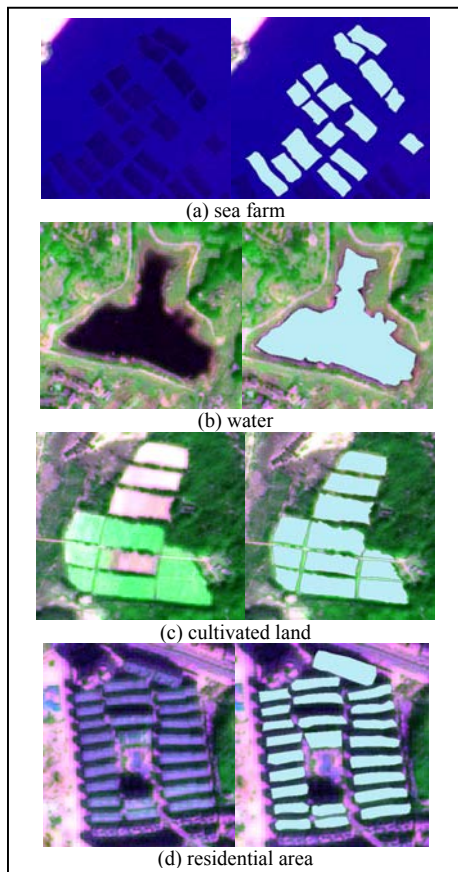 (a) sea farm
(b) water
(c) cultivated land
(d) residential area